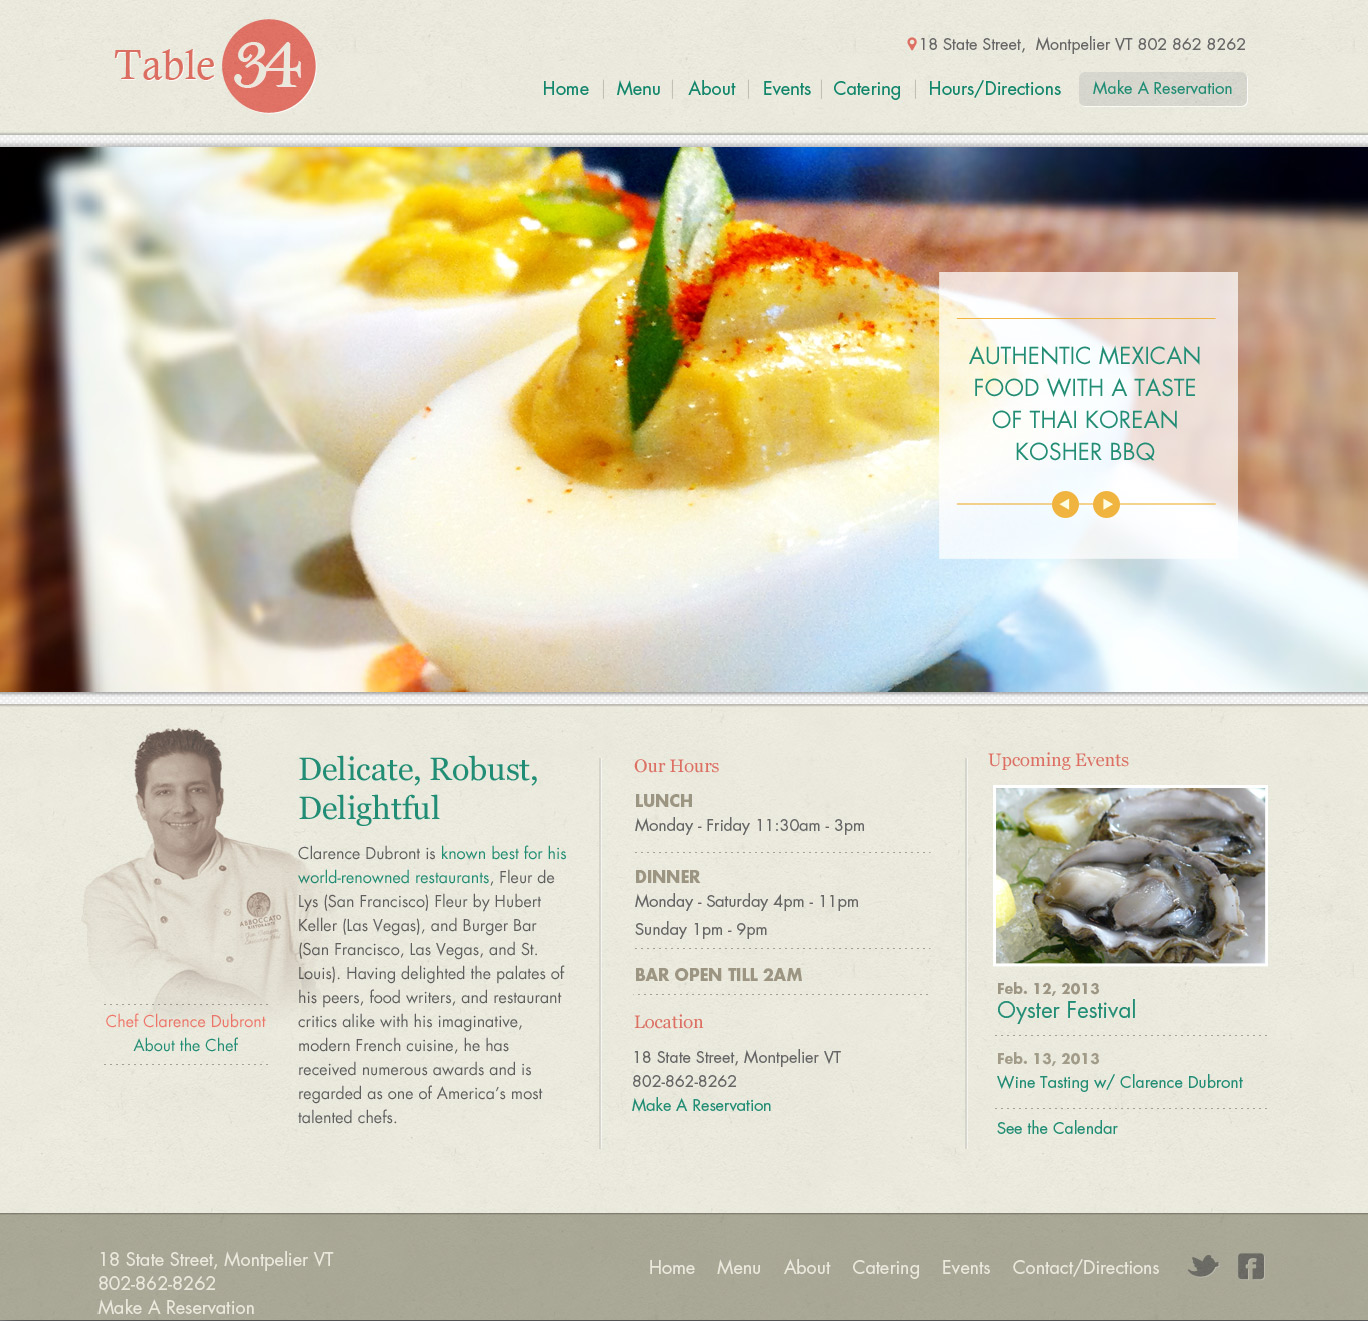 Table 34
18 State Street, Montpelier VT 802 862 8262
Home Menu About Events Catering Hours/Directions Make A Reservation
AUTHENTIC MEXICAN
FOOD WITH A TASTE
OF THAI KOREAN
KOSHER BBQ
ABBOCCATO
RISTORANTE
Chef Clarence Dubront
About the Chef
Delicate, Robust,
Delightful
Clarence Dubront is known best for his
world-renowned restaurants, Fleur de
Lys (San Francisco) Fleur by Hubert
Keller (Las Vegas), and Burger Bar
(San Francisco, Las Vegas, and St.
Louis). Having delighted the palates of
his peers, food writers, and restaurant
critics alike with his imaginative,
modern French cuisine, he has
received numerous awards and is
regarded as one of America's most
talented chefs.
Our Hours
LUNCH
Monday - Friday 11:30am - 3pm
DINNER
Monday - Saturday 4pm - 11pm
Sunday 1pm - 9pm
BAR OPEN TILL 2AM
Location
18 State Street, Montpelier VT
802-862-8262
Make A Reservation
Upcoming Events
Feb. 12, 2013
Oyster Festival
Feb. 13, 2013
Wine Tasting w/ Clarence Dubront
See the Calendar
18 State Street, Montpelier VT
802-862-8262
Make A Reservation
Home Menu About Catering Events Contact/Directions